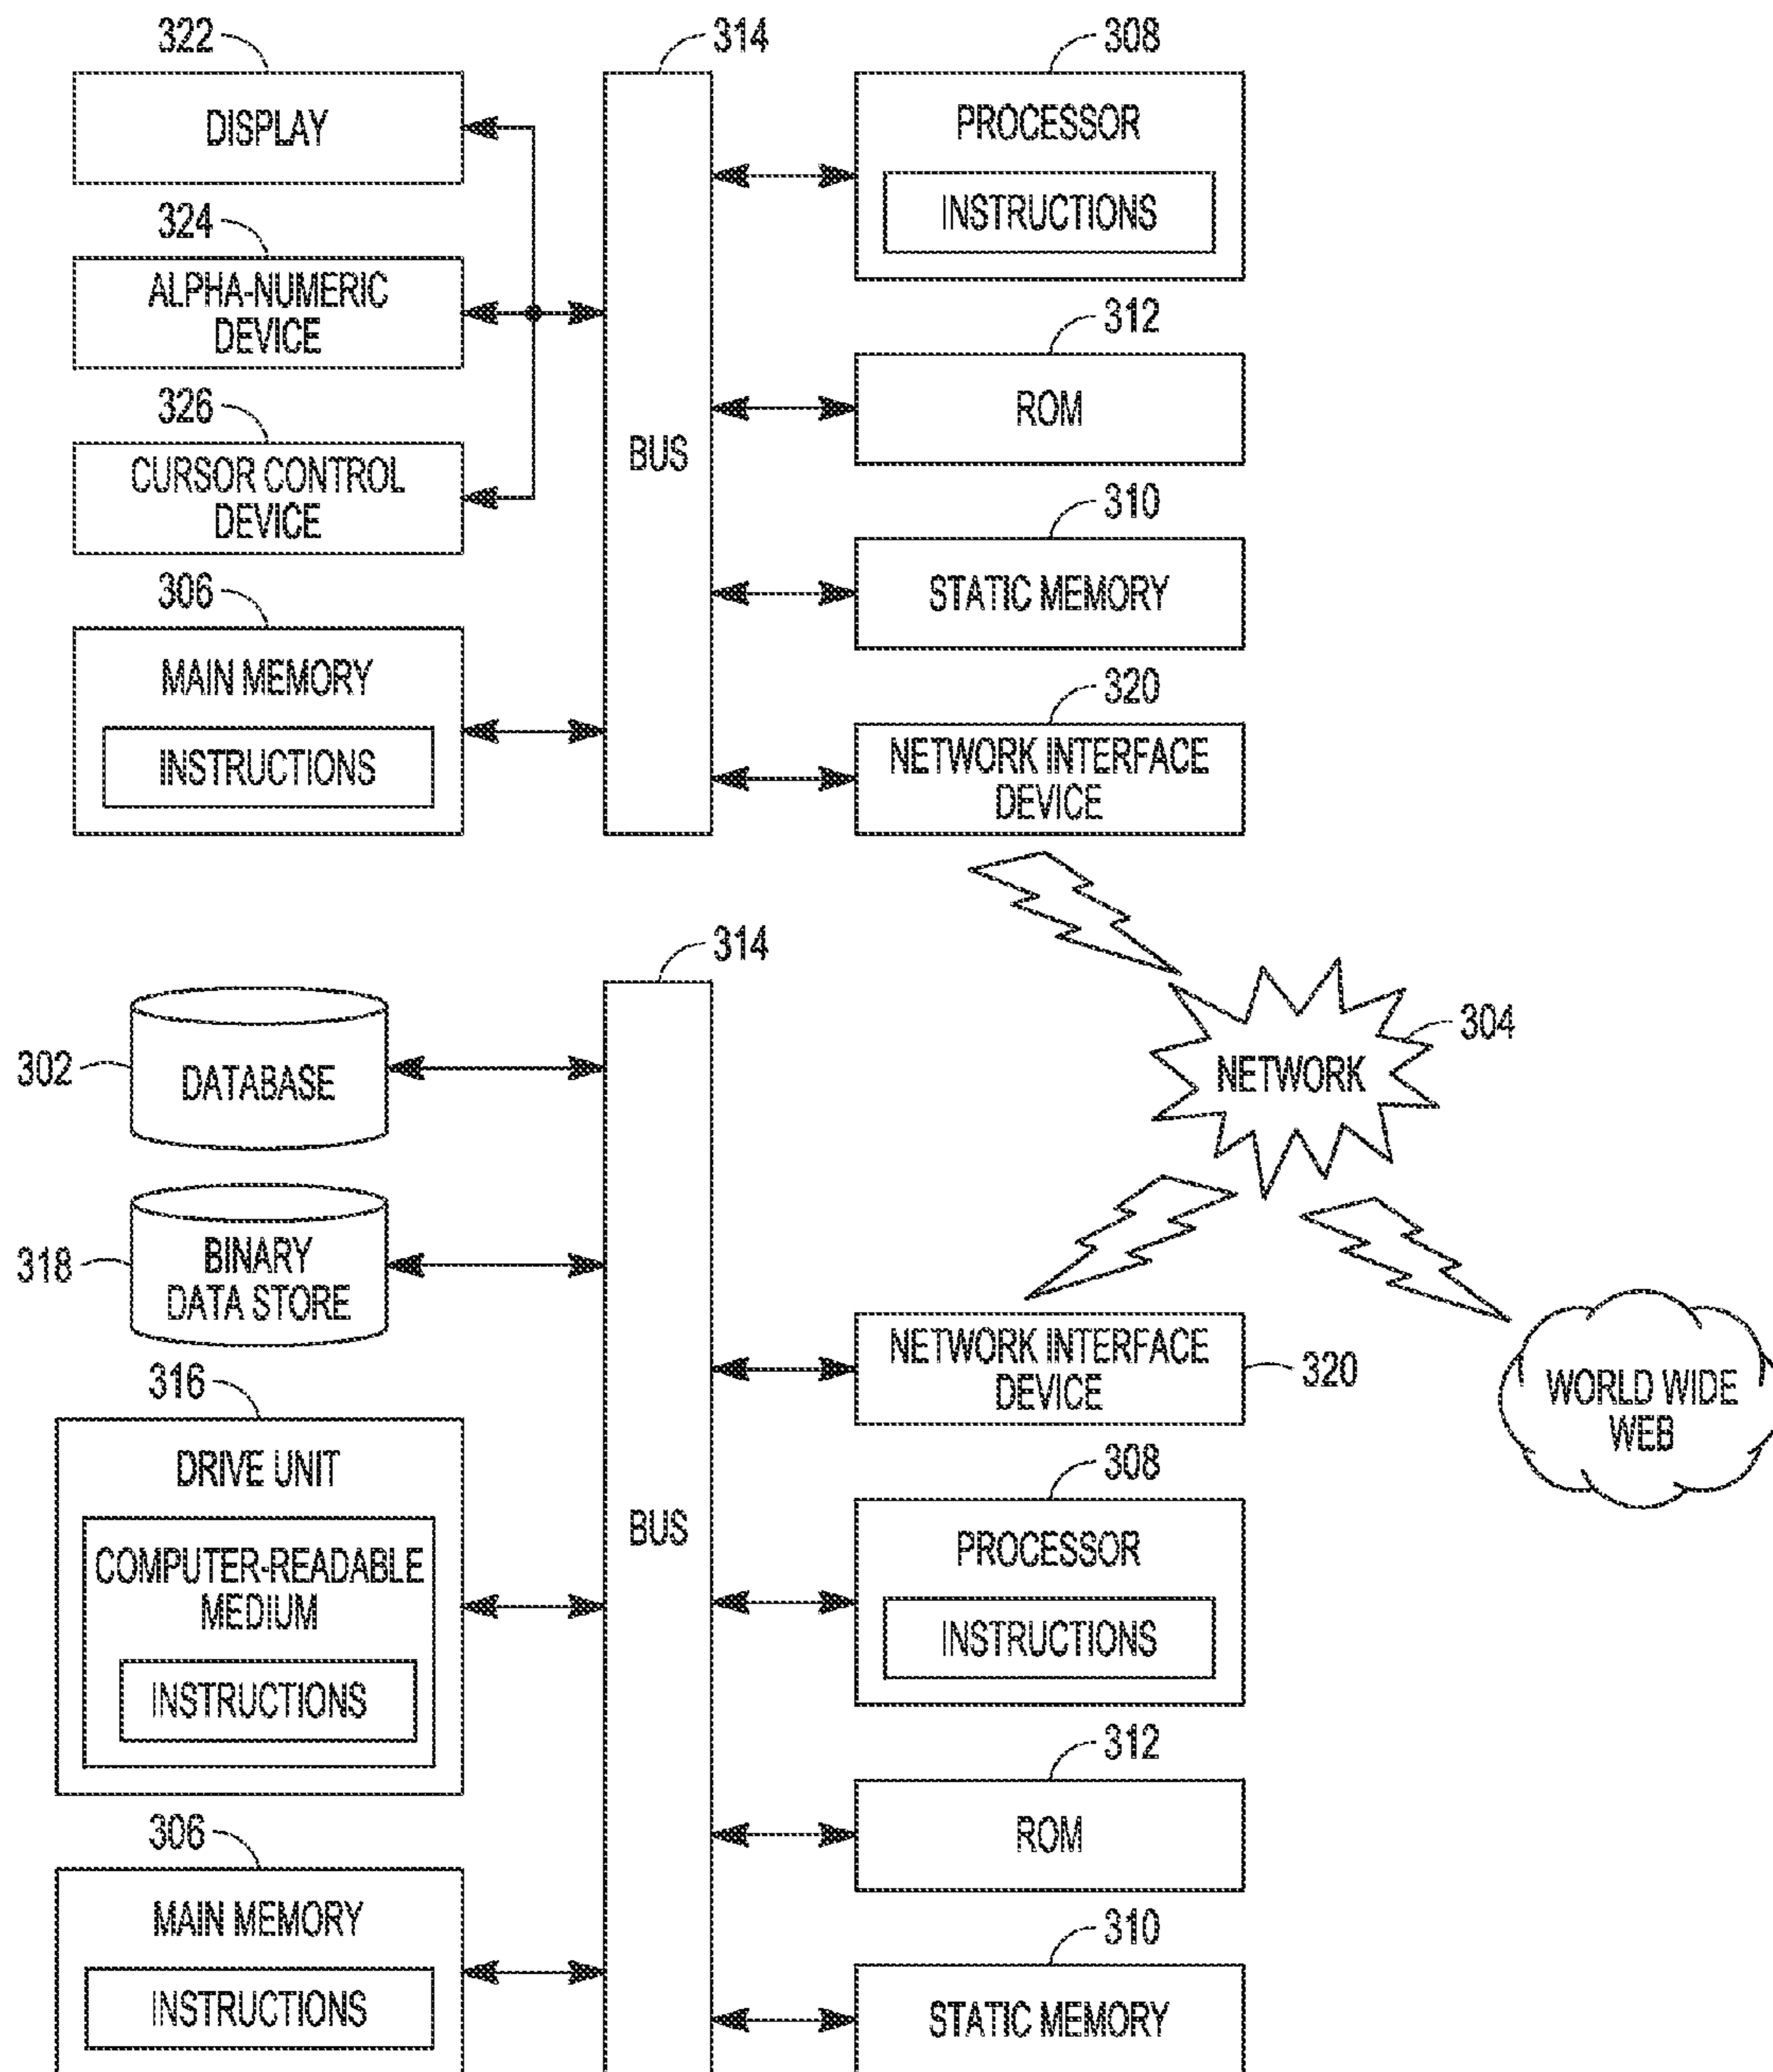 322
DISPLAY
324
ALPHA-NUMERIC
DEVICE
326
CURSOR CONTROL
DEVICE
306
MAIN MEMORY
INSTRUCTIONS
314
BUS
308
PROCESSOR
INSTRUCTIONS
312
ROM
310
STATIC MEMORY
320
NETWORK INTERFACE
DEVICE
304
NETWORK
WORLD WIDE
WEB
302
DATABASE
318
BINARY
DATA STORE
316
DRIVE UNIT
COMPUTER-READABLE
MEDIUM
INSTRUCTIONS
306
MAIN MEMORY
INSTRUCTIONS
314
BUS
NETWORK INTERFACE
DEVICE
320
308
PROCESSOR
INSTRUCTIONS
312
ROM
310
STATIC MEMORY